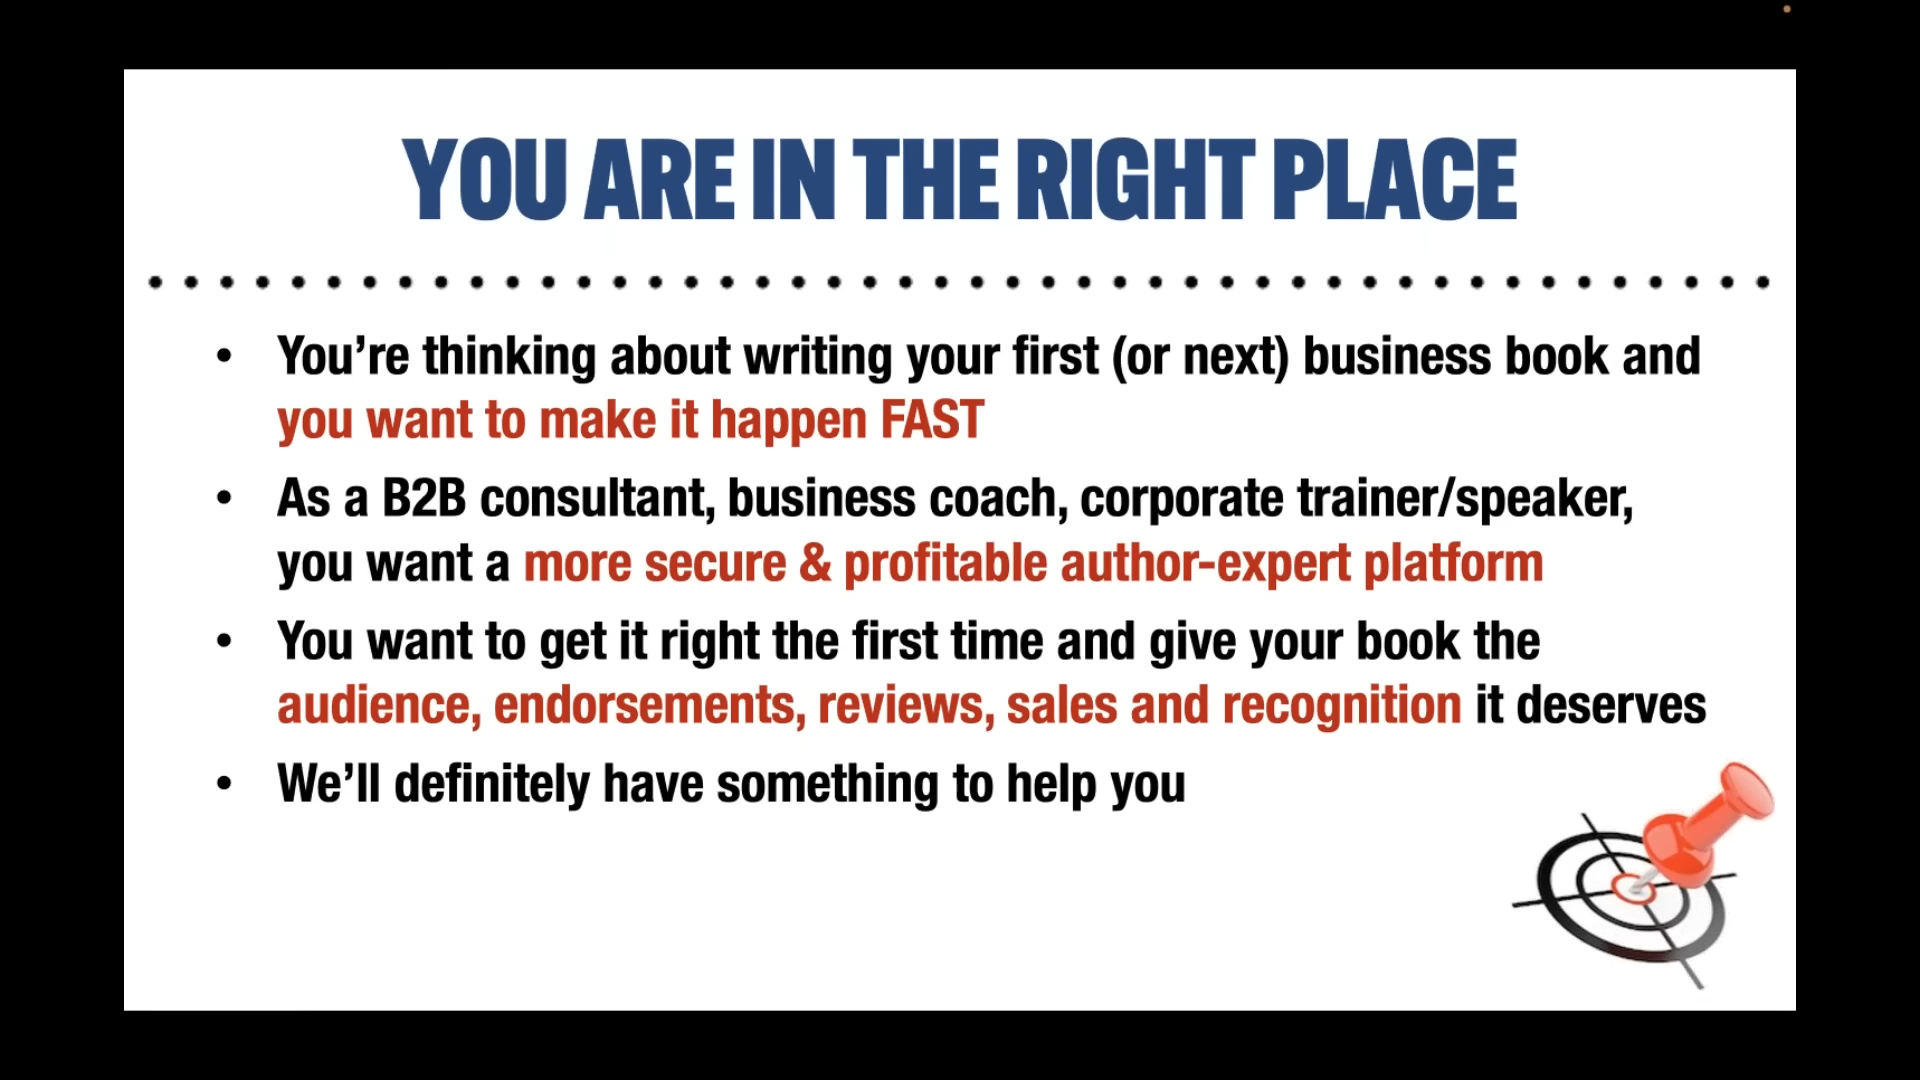 YOU ARE IN THE RIGHT PLACE
• You’re thinking about writing your first (or next) business book and
you want to make it happen FAST
• As a B2B consultant, business coach, corporate trainer/speaker,
you want a more secure & profitable author-expert platform
• You want to get it right the first time and give your book the
audience, endorsements, reviews, sales and recognition it deserves
• We’ll definitely have something to help you